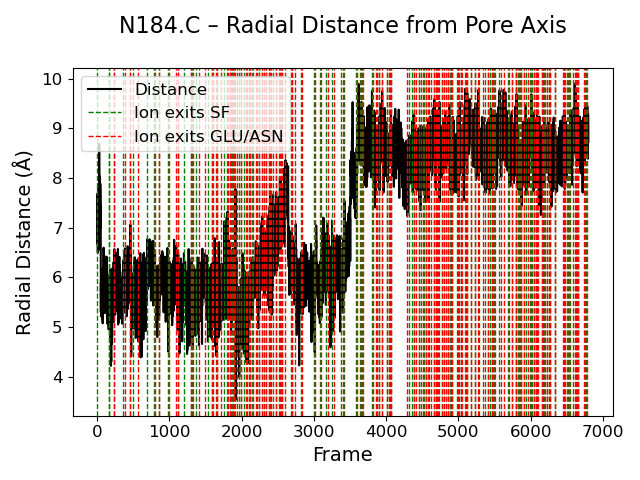 N184.C – Radial Distance from Pore Axis
Distance
Ion exits SF
Ion exits GLU/ASN
Radial Distance (Å)
10
9
8
7
6
5
4
0 1000 2000 3000 4000 5000 6000 7000
Frame